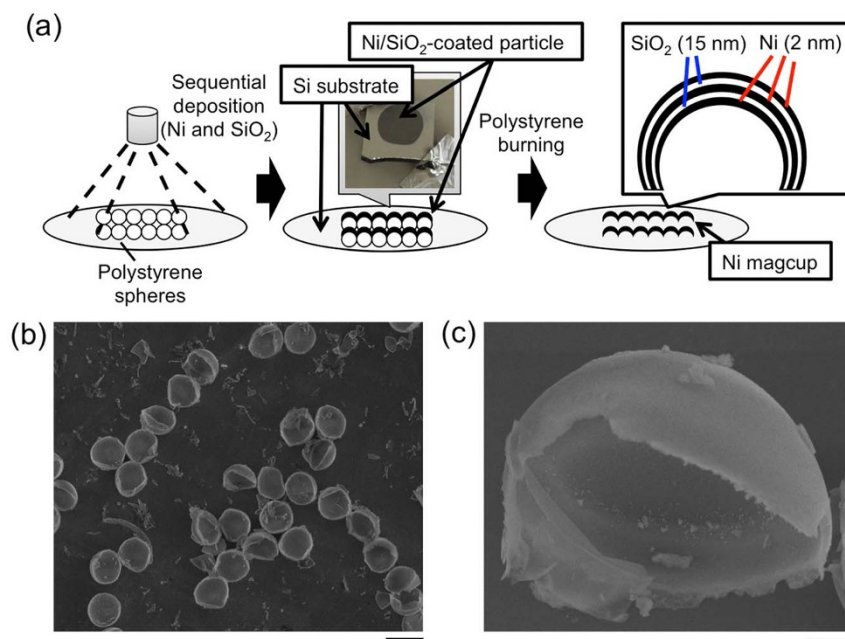 (a)
Sequential
deposition
(Ni and SiO₂)
Polystyrene
spheres
Ni/SiO₂-coated particle
Si substrate
Polystyrene
burning
SiO₂ (15 nm)
Ni (2 nm)
Ni magcup
(b)
(c)